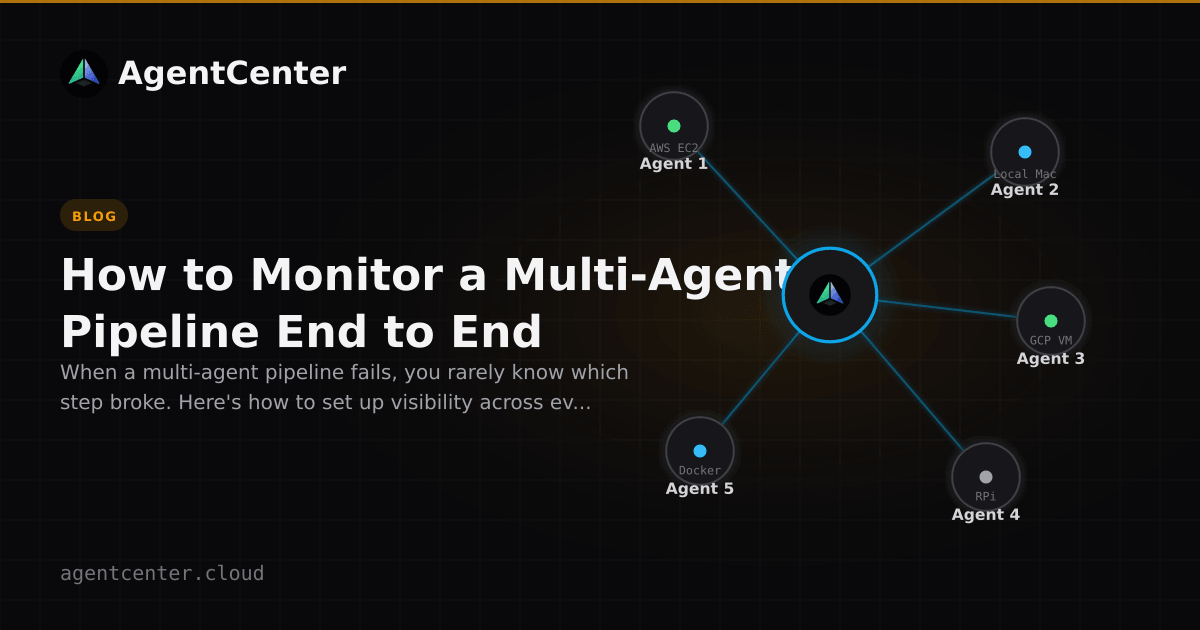 AgentCenter
BLOG
How to Monitor a Multi-Agent
Pipeline End to End
When a multi-agent pipeline fails, you rarely know which
step broke. Here's how to set up visibility across ev...
agentcenter.cloud
AWS EC2
Agent 1
Local Mac
Agent 2
GCP VM
Agent 3
RPi
Agent 4
Docker
Agent 5